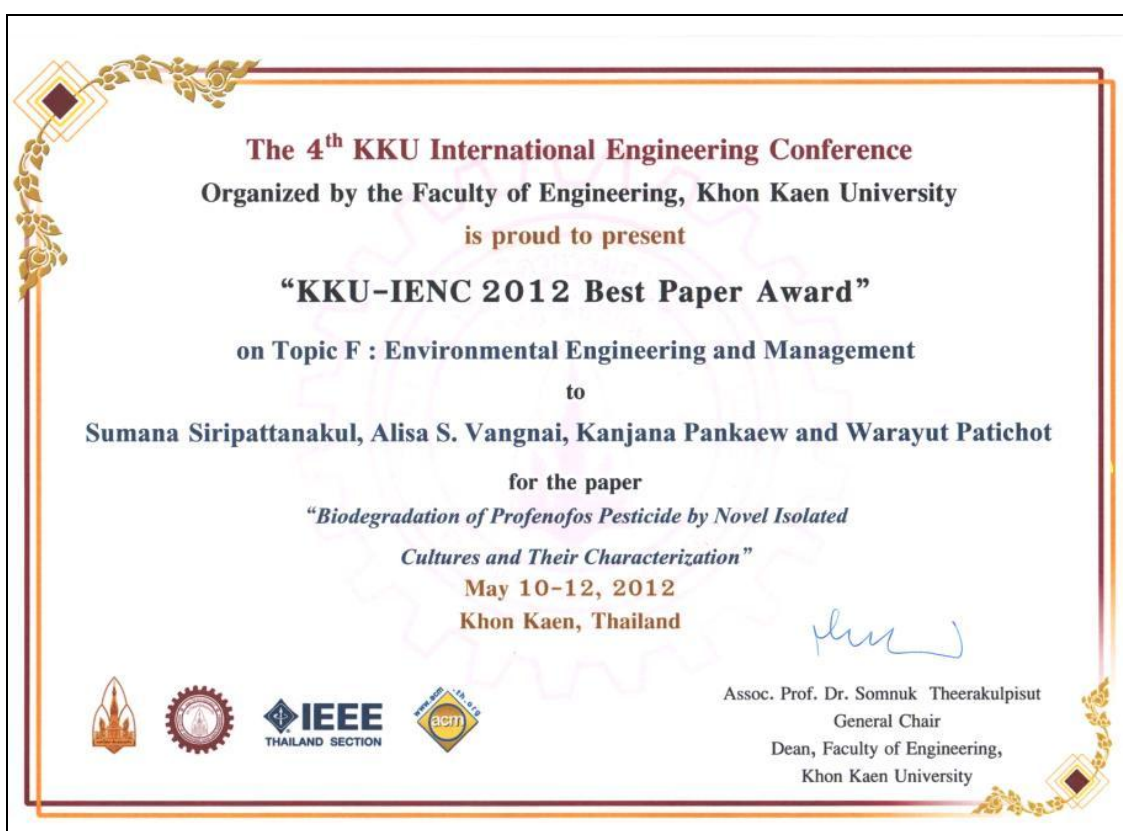 The 4th KKU International Engineering Conference
Organized by the Faculty of Engineering, Khon Kaen University
is proud to present
“KKU-IENC 2012 Best Paper Award”
on Topic F : Environmental Engineering and Management
to
Sumana Siripattanakul, Alisa S. Vangnai, Kanjana Pankaew and Warayut Patichot
for the paper
“Biodegradation of Profenofos Pesticide by Novel Isolated
Cultures and Their Characterization”
May 10-12, 2012
Khon Kaen, Thailand
Assoc. Prof. Dr. Somnuk Theerakulpisut
General Chair
Dean, Faculty of Engineering,
Khon Kaen University
IEEE
THAILAND SECTION
www.acm-th.org
acm